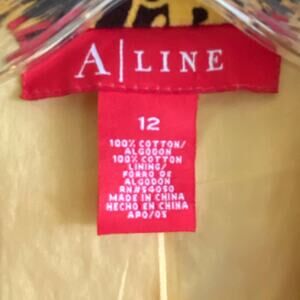 A|LINE
12
100% COTTON/
ALGODON
100% COTTON
LINING/
FORRO DE
ALGODON
RN#54050
MADE IN CHINA
HECHO EN CHINA
APO/05